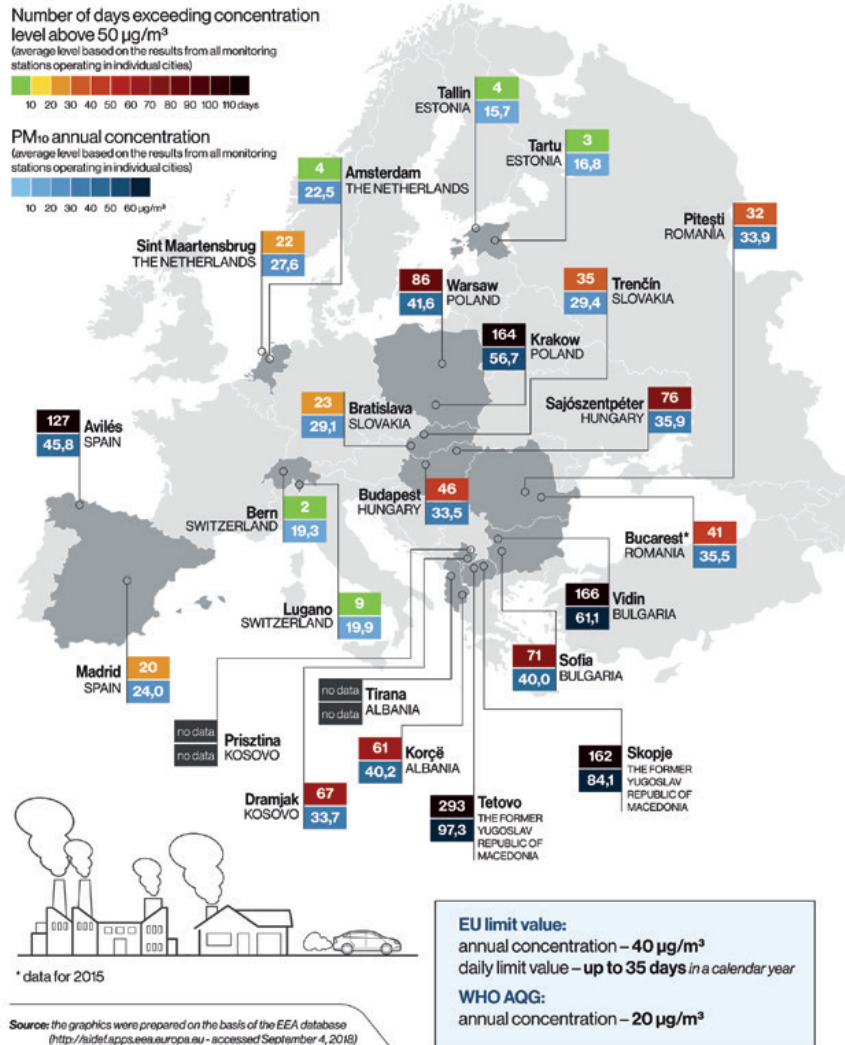 Number of days exceeding concentration
level above 50 µg/m³
(average level based on the results from all monitoring
stations operating in individual cities)
10 20 30 40 50 60 70 80 90 100 110 days
PM₁₀ annual concentration
(average level based on the results from all monitoring
stations operating in individual cities)
10 20 30 40 50 60 µg/m³
4
Tallin
ESTONIA
15,7
3
Tartu
ESTONIA
16,8
4
Amsterdam
THE NETHERLANDS
22,5
22
Sint Maartensbrug
THE NETHERLANDS
27,6
32
Pitești
ROMANIA
33,9
86
Warsaw
POLAND
41,6
35
Trenčín
SLOVAKIA
29,4
164
Krakow
POLAND
56,7
23
Bratislava
SLOVAKIA
29,1
76
Sajószentpéter
HUNGARY
35,9
127
Avilés
SPAIN
45,8
2
Bern
SWITZERLAND
19,3
46
Budapest
HUNGARY
33,5
41
Bucarest*
ROMANIA
35,5
166
Vidin
BULGARIA
61,1
9
Lugano
SWITZERLAND
19,9
71
Sofia
BULGARIA
40,0
20
Madrid
SPAIN
24,0
no data
Tirana
ALBANIA
no data
no data
Prisztina
KOSOVO
no data
61
Korçë
ALBANIA
40,2
162
Skopje
THE FORMER
YUGOSLAV
REPUBLIC OF
MACEDONIA
84,1
67
Dramjak
KOSOVO
33,7
293
Tetovo
THE FORMER
YUGOSLAV
REPUBLIC OF
MACEDONIA
97,3
EU limit value:
annual concentration – 40 µg/m³
daily limit value – up to 35 days in a calendar year
WHO AQG:
annual concentration – 20 µg/m³
* data for 2015
Source: the graphics were prepared on the basis of the EEA database
(http://aidef.apps.eea.europa.eu - accessed September 4, 2018)